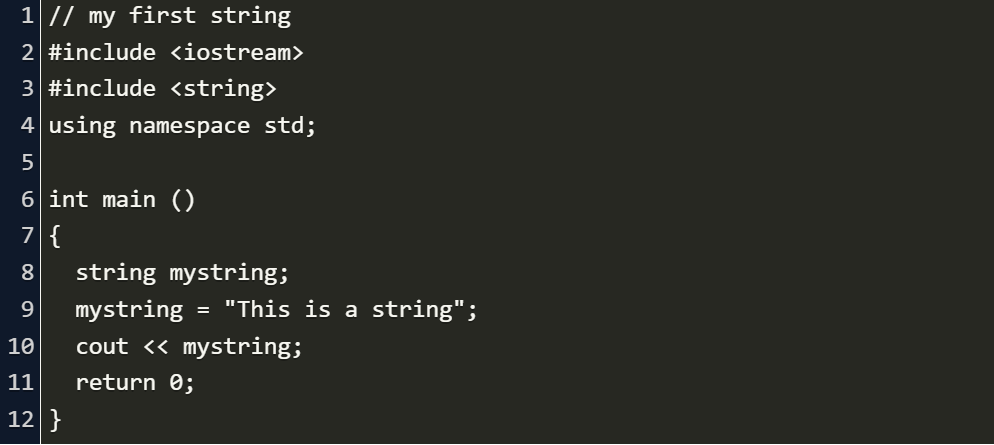 1 // my first string
2 #include <iostream>
3 #include <string>
4 using namespace std;
5
6 int main ()
7 {
8   string mystring;
9   mystring = "This is a string";
10   cout << mystring;
11   return 0;
12 }